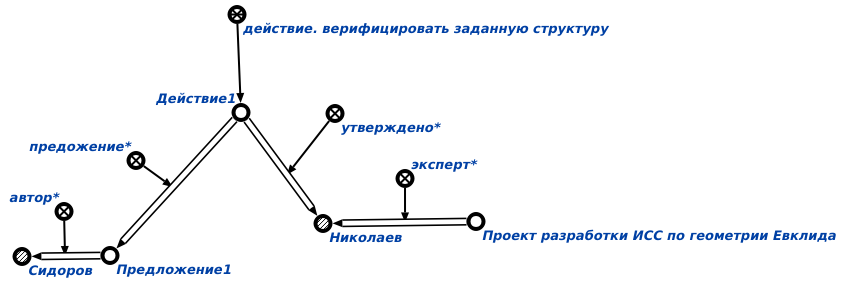 действие. верифицировать заданную структуру
Действие1
утверждено*
предожение*
эксперт*
автор*
Николаев
Проект разработки ИСС по геометрии Евклида
Сидоров
Предложение1